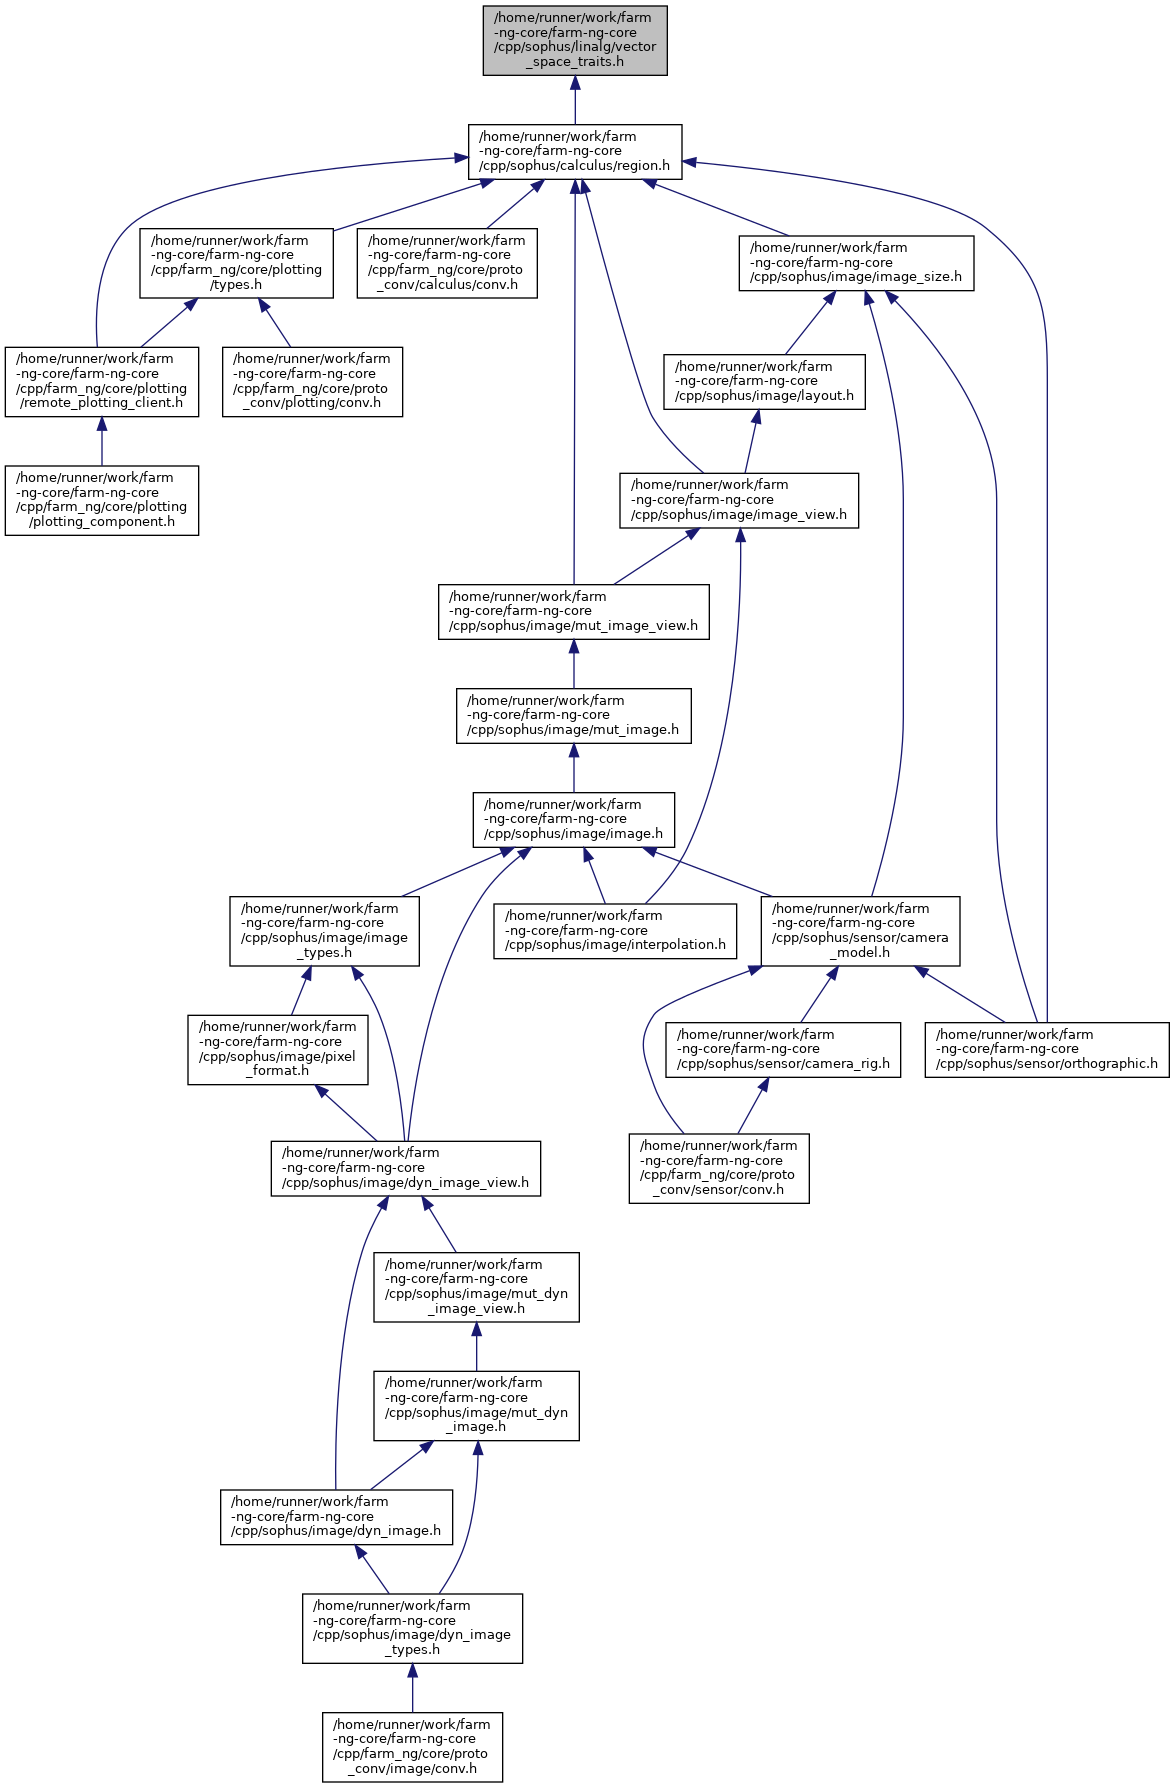 /home/runner/work/farm
-ng-core/farm-ng-core
/cpp/sophus/linalg/vector
_space_traits.h
/home/runner/work/farm
-ng-core/farm-ng-core
/cpp/sophus/calculus/region.h
/home/runner/work/farm
-ng-core/farm-ng-core
/cpp/farm_ng/core/plotting
/types.h
/home/runner/work/farm
-ng-core/farm-ng-core
/cpp/farm_ng/core/proto
_conv/calculus/conv.h
/home/runner/work/farm
-ng-core/farm-ng-core
/cpp/sophus/image/image_size.h
/home/runner/work/farm
-ng-core/farm-ng-core
/cpp/farm_ng/core/plotting
/remote_plotting_client.h
/home/runner/work/farm
-ng-core/farm-ng-core
/cpp/farm_ng/core/proto
_conv/plotting/conv.h
/home/runner/work/farm
-ng-core/farm-ng-core
/cpp/sophus/image/layout.h
/home/runner/work/farm
-ng-core/farm-ng-core
/cpp/farm_ng/core/plotting
/plotting_component.h
/home/runner/work/farm
-ng-core/farm-ng-core
/cpp/sophus/image/image_view.h
/home/runner/work/farm
-ng-core/farm-ng-core
/cpp/sophus/image/mut_image_view.h
/home/runner/work/farm
-ng-core/farm-ng-core
/cpp/sophus/image/mut_image.h
/home/runner/work/farm
-ng-core/farm-ng-core
/cpp/sophus/image/image.h
/home/runner/work/farm
-ng-core/farm-ng-core
/cpp/sophus/image/image
_types.h
/home/runner/work/farm
-ng-core/farm-ng-core
/cpp/sophus/image/interpolation.h
/home/runner/work/farm
-ng-core/farm-ng-core
/cpp/sophus/sensor/camera
_model.h
/home/runner/work/farm
-ng-core/farm-ng-core
/cpp/sophus/image/pixel
_format.h
/home/runner/work/farm
-ng-core/farm-ng-core
/cpp/sophus/sensor/camera_rig.h
/home/runner/work/farm
-ng-core/farm-ng-core
/cpp/sophus/sensor/orthographic.h
/home/runner/work/farm
-ng-core/farm-ng-core
/cpp/sophus/image/dyn_image_view.h
/home/runner/work/farm
-ng-core/farm-ng-core
/cpp/farm_ng/core/proto
_conv/sensor/conv.h
/home/runner/work/farm
-ng-core/farm-ng-core
/cpp/sophus/image/mut_dyn
_image_view.h
/home/runner/work/farm
-ng-core/farm-ng-core
/cpp/sophus/image/mut_dyn
_image.h
/home/runner/work/farm
-ng-core/farm-ng-core
/cpp/sophus/image/dyn_image.h
/home/runner/work/farm
-ng-core/farm-ng-core
/cpp/sophus/image/dyn_image
_types.h
/home/runner/work/farm
-ng-core/farm-ng-core
/cpp/farm_ng/core/proto
_conv/image/conv.h